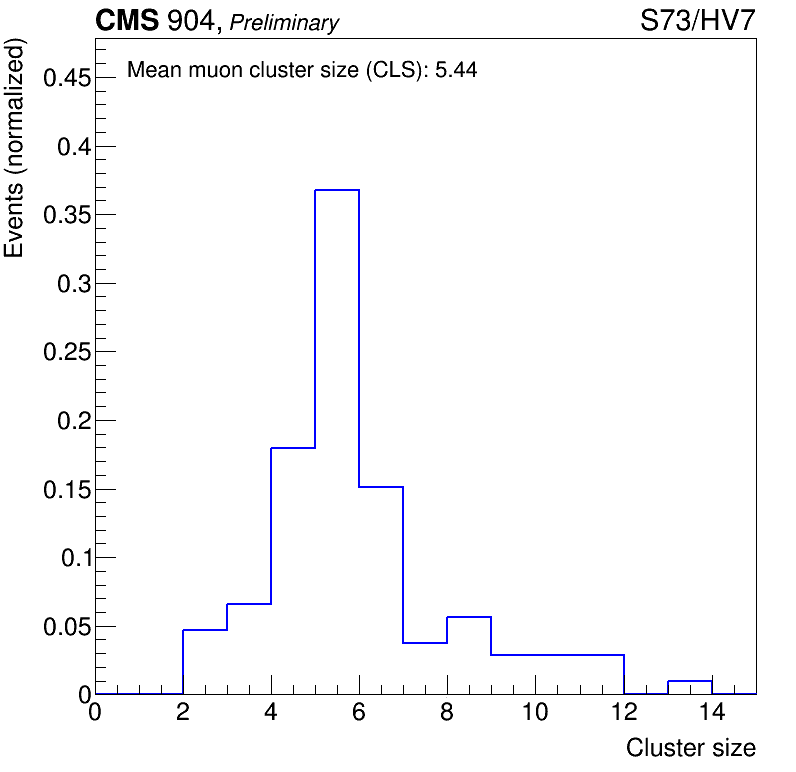 CMS 904, Preliminary S73/HV7
Mean muon cluster size (CLS): 5.44
Events (normalized)
0.45
0.4
0.35
0.3
0.25
0.2
0.15
0.1
0.05
0
0 2 4 6 8 10 12 14
Cluster size